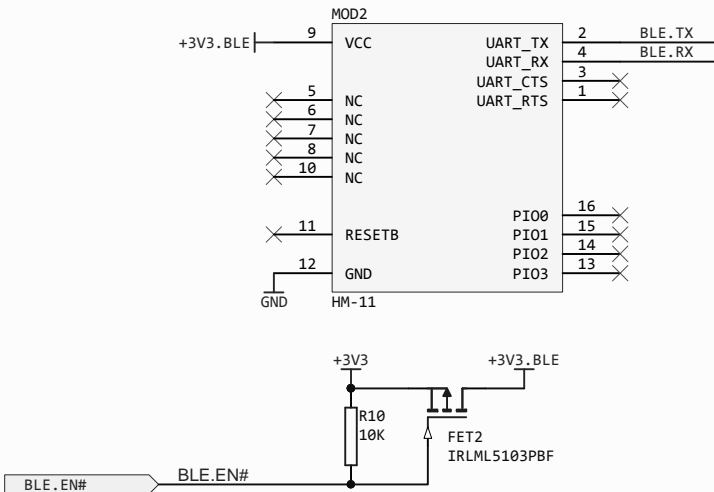 MOD2
+3V3.BLE 9 VCC UART_TX 2 BLE.TX
UART_RX 4 BLE.RX
UART_CTS 3
5 NC UART_RTS 1
6 NC
7 NC
8 NC
10 NC
PIO0 16
11 RESETB PIO1 15
PIO2 14
12 GND PIO3 13
GND HM-11
+3V3 +3V3.BLE
R10
10K
FET2
IRLML5103PBF
BLE.EN# BLE.EN#